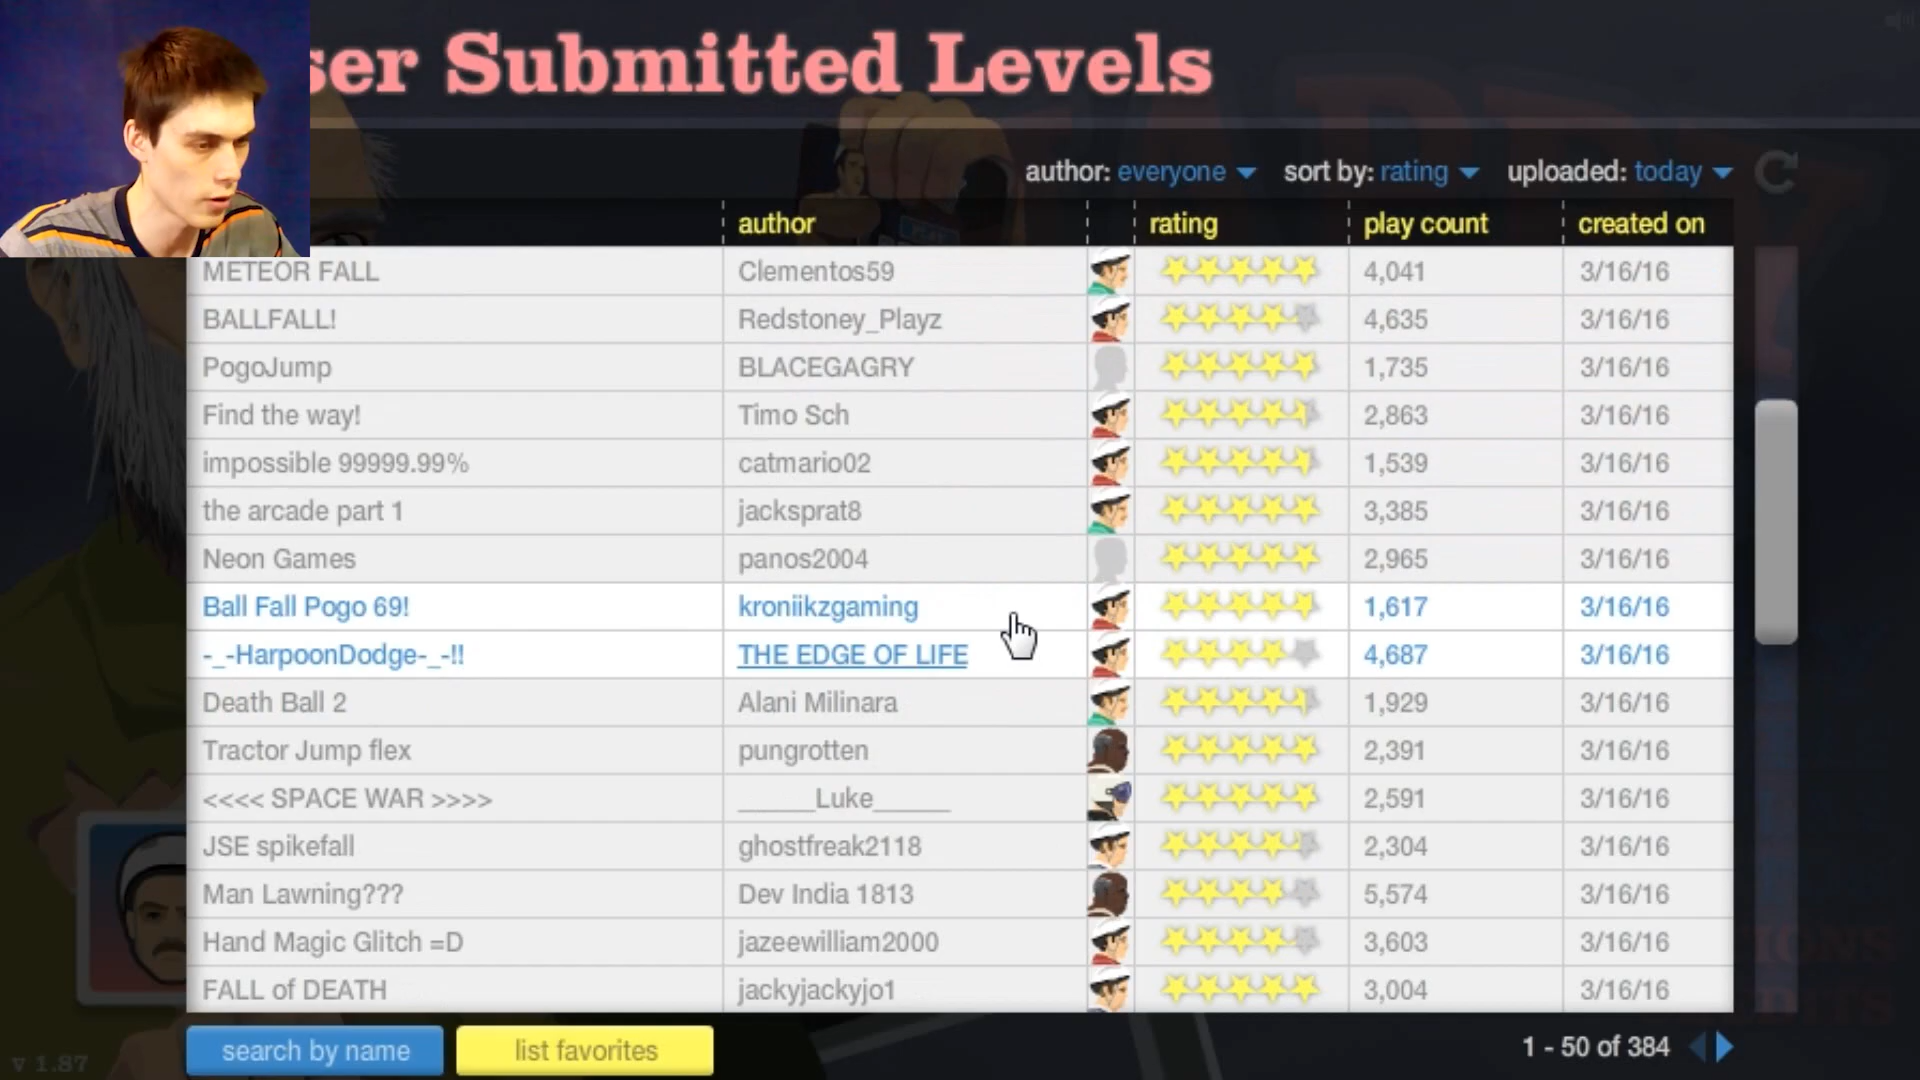 ser Submitted Levels
author: everyone sort by: rating uploaded: today
author rating play count created on
METEOR FALL Clementos59 4,041 3/16/16
BALLFALL! Redstoney_Playz 4,635 3/16/16
PogoJump BLACEGAGRY 1,735 3/16/16
Find the way! Timo Sch 2,863 3/16/16
impossible 99999.99% catmario02 1,539 3/16/16
the arcade part 1 jacksprat8 3,385 3/16/16
Neon Games panos2004 2,965 3/16/16
Ball Fall Pogo 69! kroniikzgaming 1,617 3/16/16
-_-HarpoonDodge-_-!! THE EDGE OF LIFE 4,687 3/16/16
Death Ball 2 Alani Milinara 1,929 3/16/16
Tractor Jump flex pungrotten 2,391 3/16/16
<<<< SPACE WAR >>>> _____Luke_____ 2,591 3/16/16
JSE spikefall ghostfreak2118 2,304 3/16/16
Man Lawning??? Dev India 1813 5,574 3/16/16
Hand Magic Glitch =D jazeewilliam2000 3,603 3/16/16
FALL of DEATH jackyjackyjo1 3,004 3/16/16
search by name list favorites 1 - 50 of 384
v 1.87